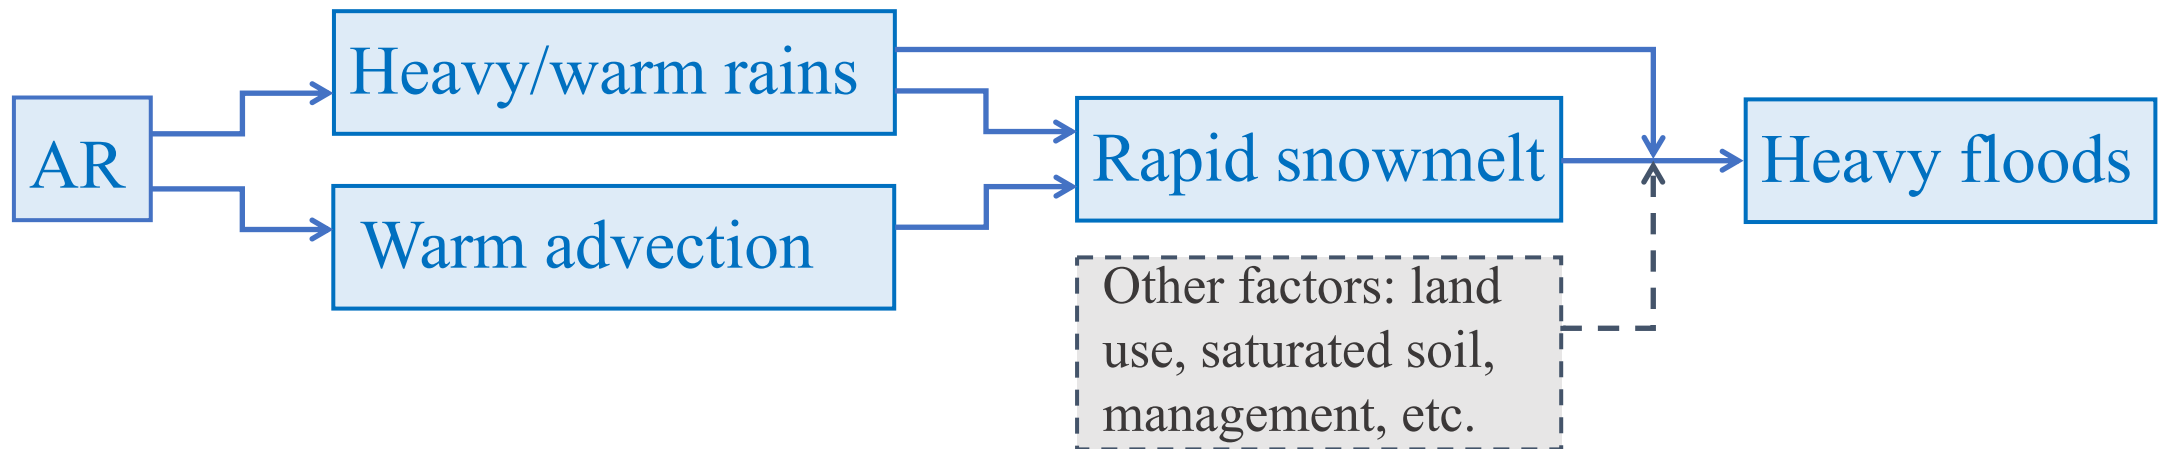 AR
Heavy/warm rains
Warm advection
Rapid snowmelt
Other factors: land
use, saturated soil,
management, etc.
Heavy floods